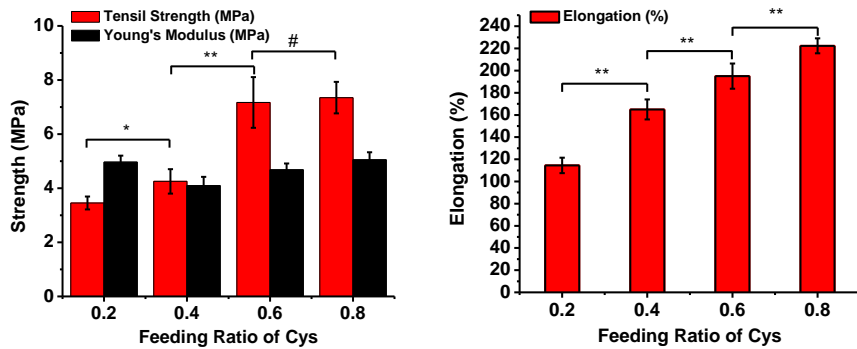 Tensil Strength (MPa)
Young's Modulus (MPa)
10
8
6
4
2
0
Strength (MPa)
*
**
#
0.2 0.4 0.6 0.8
Feeding Ratio of Cys
Elongation (%)
240
220
200
180
160
140
120
100
80
60
40
20
0
Elongation (%)
**
**
**
0.2 0.4 0.6 0.8
Feeding Ratio of Cys